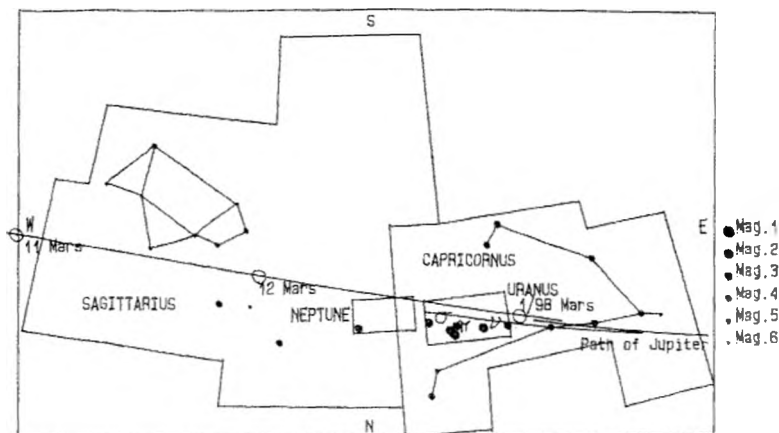 S
W
E
11 Mars
12 Mars
SAGITTARIUS
NEPTUNE
CAPRICORNUS
URANUS
1/98 Mars
Path of Jupiter
N
Mag.1
Mag.2
Mag.3
Mag.4
Mag.5
Mag.6